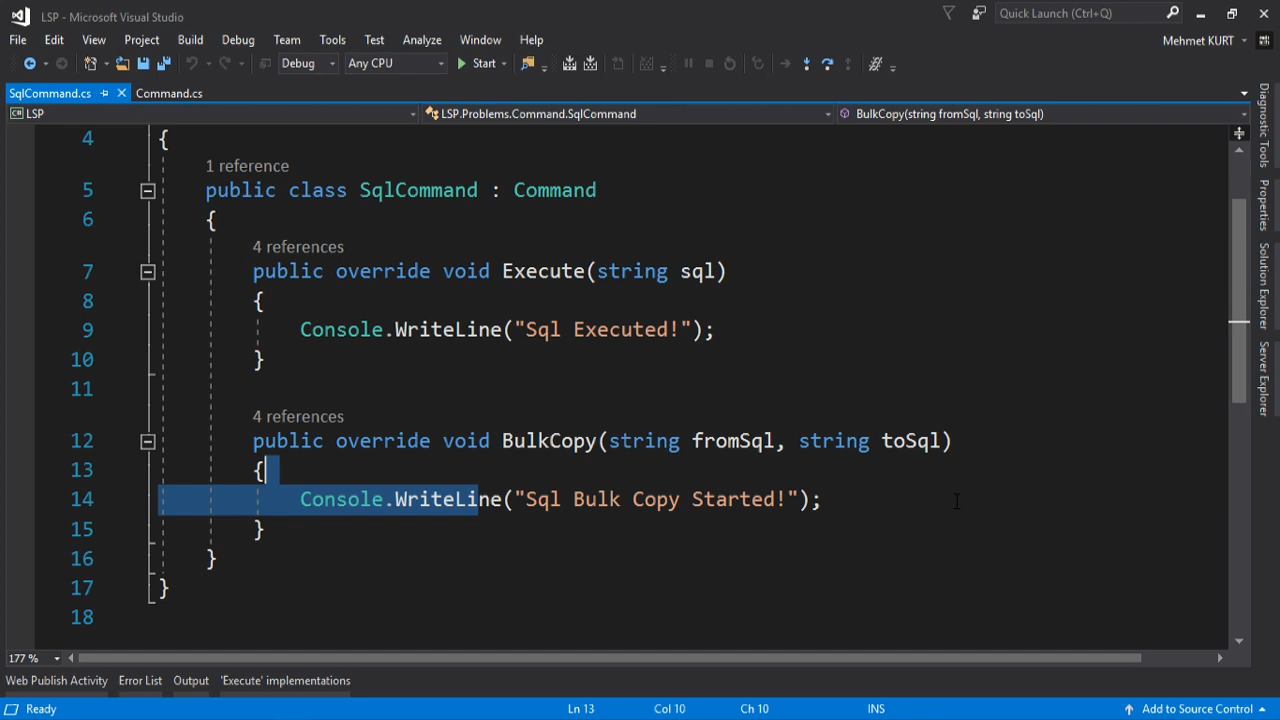 LSP - Microsoft Visual Studio
Quick Launch (Ctrl+Q)
File Edit View Project Build Debug Team Tools Test Analyze Window Help
Mehmet KURT
Debug Any CPU Start
SqlCommand.cs Command.cs
LSP LSP.Problems.Command.SqlCommand BulkCopy(string fromSql, string toSql)
4 {
1 reference
5 public class SqlCommand : Command
6 {
4 references
7 public override void Execute(string sql)
8 {
9 Console.WriteLine("Sql Executed!");
10 }
11
4 references
12 public override void BulkCopy(string fromSql, string toSql)
13 {
14 Console.WriteLine("Sql Bulk Copy Started!");
15 }
16 }
17 }
18
177 %
Web Publish Activity Error List Output 'Execute' implementations
Ready Ln 13 Col 10 Ch 10 INS Add to Source Control
Diagnostic Tools
Properties
Solution Explorer
Server Explorer